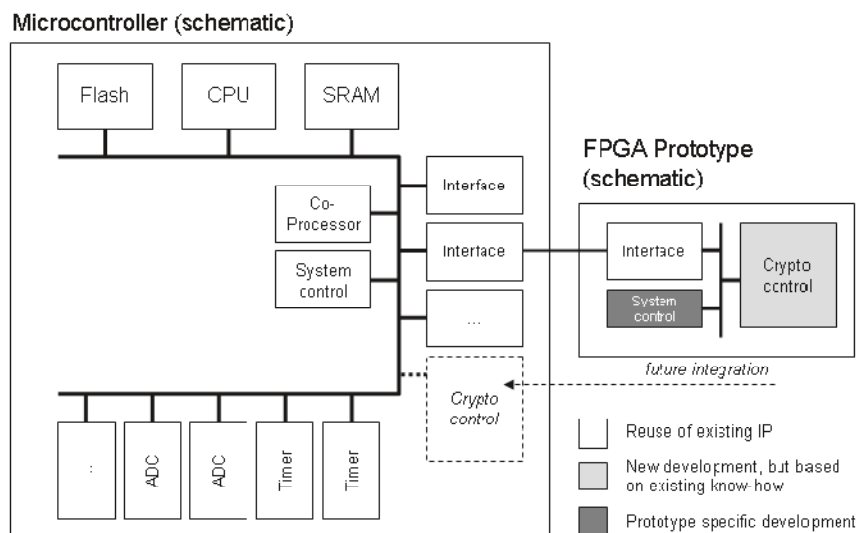 Microcontroller (schematic)
Flash
CPU
SRAM
Interface
Co-
Processor
Interface
System
control
...
Crypto
control
:
ADC
ADC
Timer
Timer
FPGA Prototype
(schematic)
Interface
System
control
Crypto
control
future integration
Reuse of existing IP
New development, but based
on existing know-how
Prototype specific development